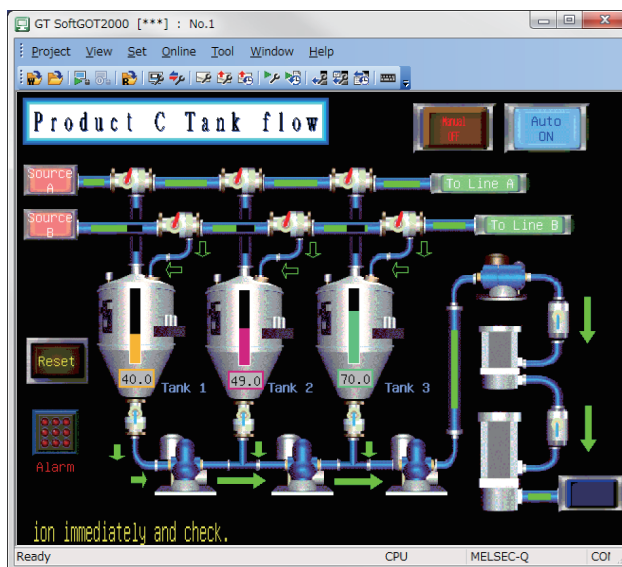 GT SoftGOT2000 [***] : No.1
Project View Set Online Tool Window Help
Product C Tank flow
Auto
ON
Source
A
To Line A
Source
B
To Line B
Reset
40.0
Tank 1
49.0
Tank 2
70.0
Tank 3
Alarm
ion immediately and check.
Ready
CPU
MELSEC-Q